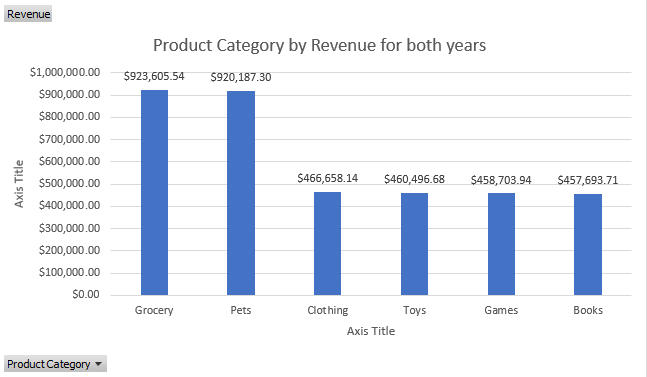 Revenue
Product Category by Revenue for both years
$1,000,000.00
$900,000.00
$800,000.00
$700,000.00
$600,000.00
$500,000.00
$400,000.00
$300,000.00
$200,000.00
$100,000.00
$0.00
Axis Title
$923,605.54
$920,187.30
$466,658.14
$460,496.68
$458,703.94
$457,693.71
Grocery
Pets
Clothing
Toys
Games
Books
Axis Title
Product Category